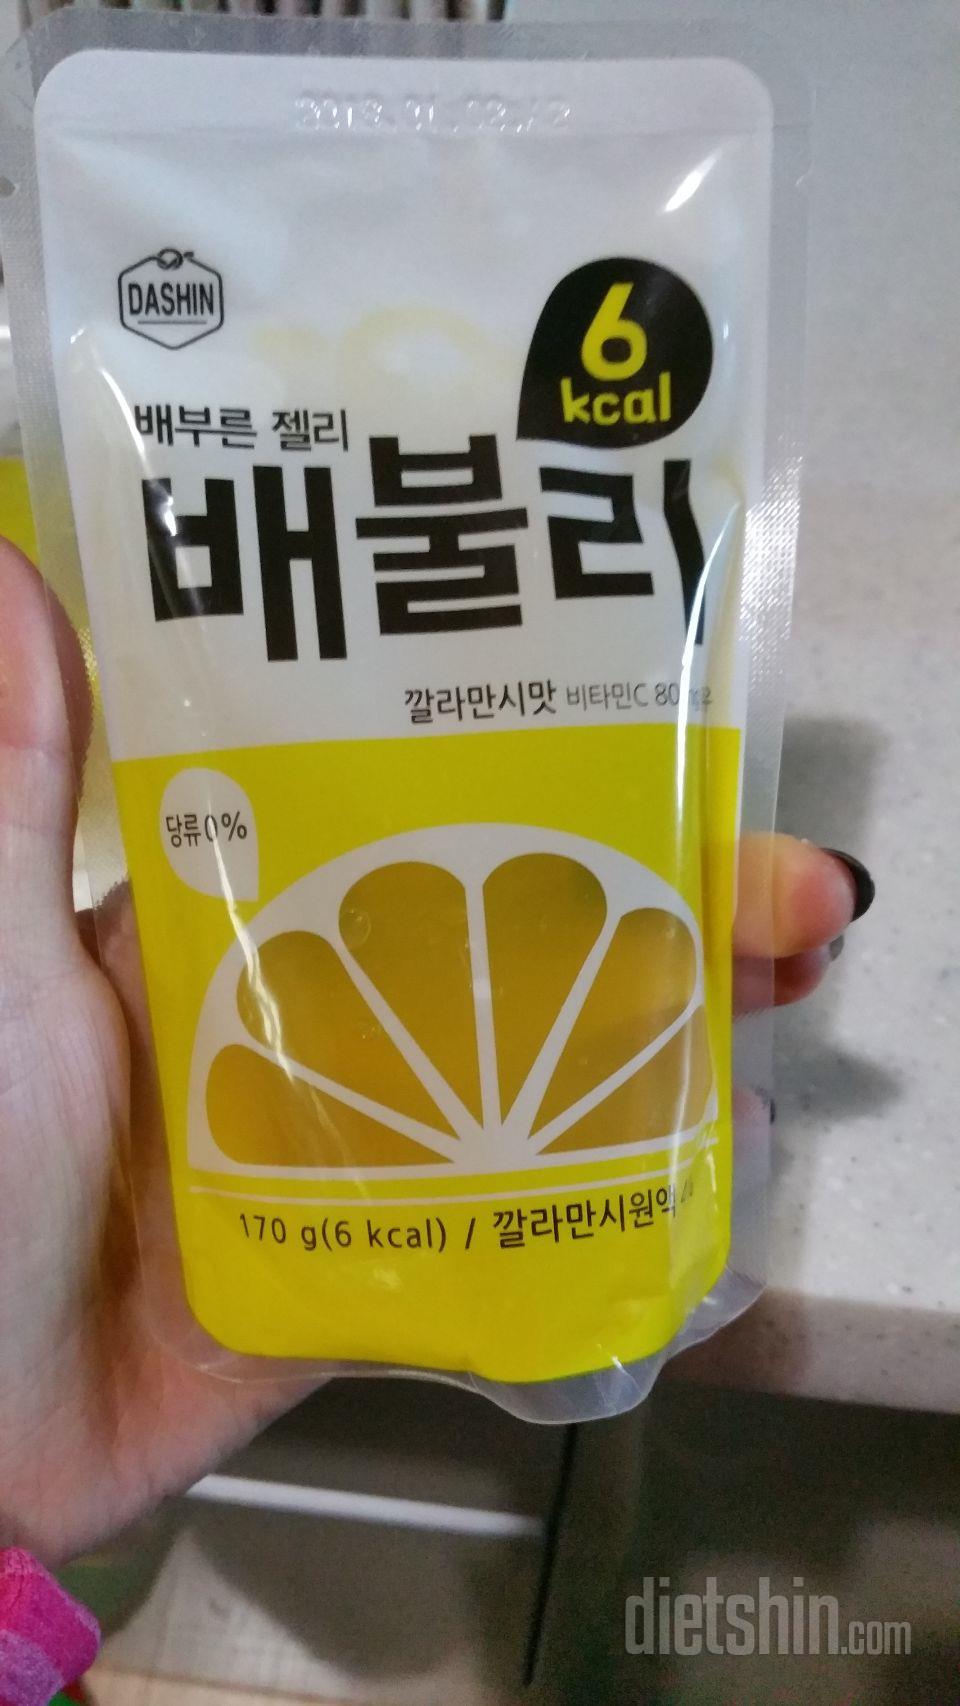 DASHIN
6
kcal
배부른 젤리
배불리
깔라만시맛 비타민C
당류 0%
170 g(6 kcal) / 깔라만시원액
dietshin.com